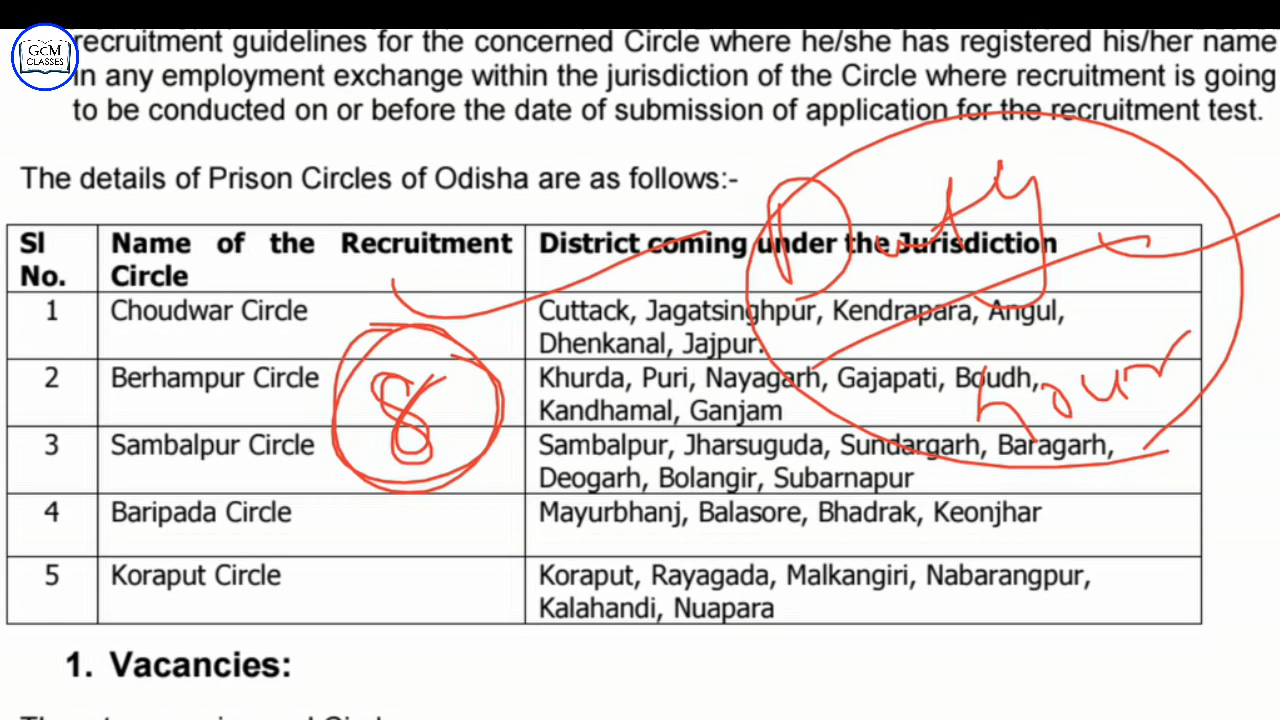 GCM
CLASSES
recruitment guidelines for the concerned Circle where he/she has registered his/her name
in any employment exchange within the jurisdiction of the Circle where recruitment is going
to be conducted on or before the date of submission of application for the recruitment test.
The details of Prison Circles of Odisha are as follows:-
Sl No. Name of the Recruitment Circle District coming under the Jurisdiction
1 Choudwar Circle Cuttack, Jagatsinghpur, Kendrapara, Angul,
Dhenkanal, Jajpur.
2 Berhampur Circle Khurda, Puri, Nayagarh, Gajapati, Boudh,
Kandhamal, Ganjam
3 Sambalpur Circle Sambalpur, Jharsuguda, Sundargarh, Baragarh,
Deogarh, Bolangir, Subarnapur
4 Baripada Circle Mayurbhanj, Balasore, Bhadrak, Keonjhar
5 Koraput Circle Koraput, Rayagada, Malkangiri, Nabarangpur,
Kalahandi, Nuapara
1. Vacancies:
Duty
hour
8